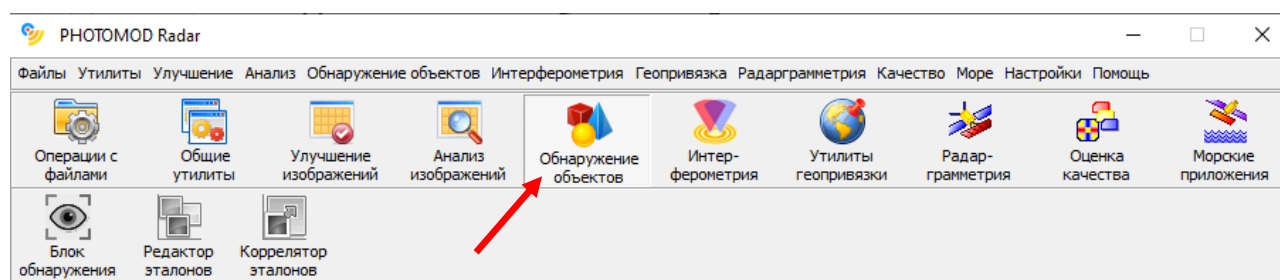 PHOTOMOD Radar
Файлы Утилиты Улучшение Анализ Обнаружение объектов Интерферометрия Геопривязка Радарграмметрия Качество Море Настройки Помощь
Операции с файлами
Общие утилиты
Улучшение изображений
Анализ изображений
Обнаружение объектов
Интер-
ферометрия
Утилиты геопривязки
Радар-
грамметрия
Оценка качества
Морские приложения
Блок обнаружения
Редактор эталонов
Коррелятор эталонов